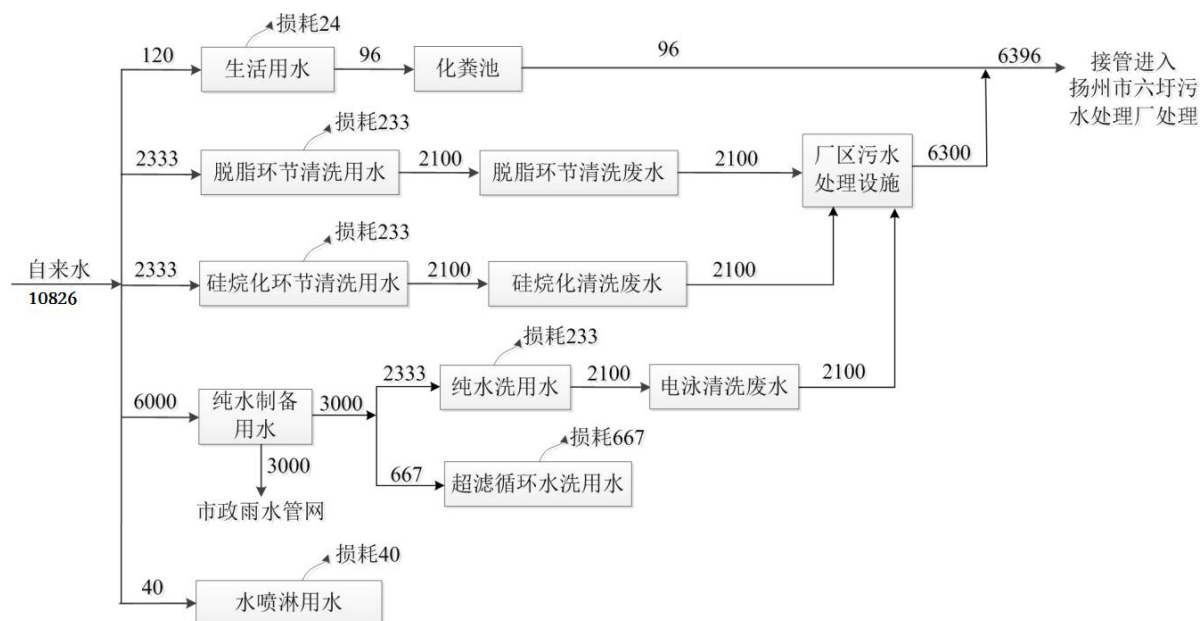 损耗24
120
生活用水
96
化粪池
96
6396
接管进入
扬州市六圩污
水处理厂处理
损耗233
2333
脱脂环节清洗用水
2100
脱脂环节清洗废水
2100
厂区污水
处理设施
6300
损耗233
自来水
10826
2333
硅烷化环节清洗用水
2100
硅烷化清洗废水
2100
损耗233
6000
纯水制备
用水
3000
2333
纯水洗用水
2100
电泳清洗废水
2100
3000
市政雨水管网
损耗667
667
超滤循环水洗用水
损耗40
40
水喷淋用水